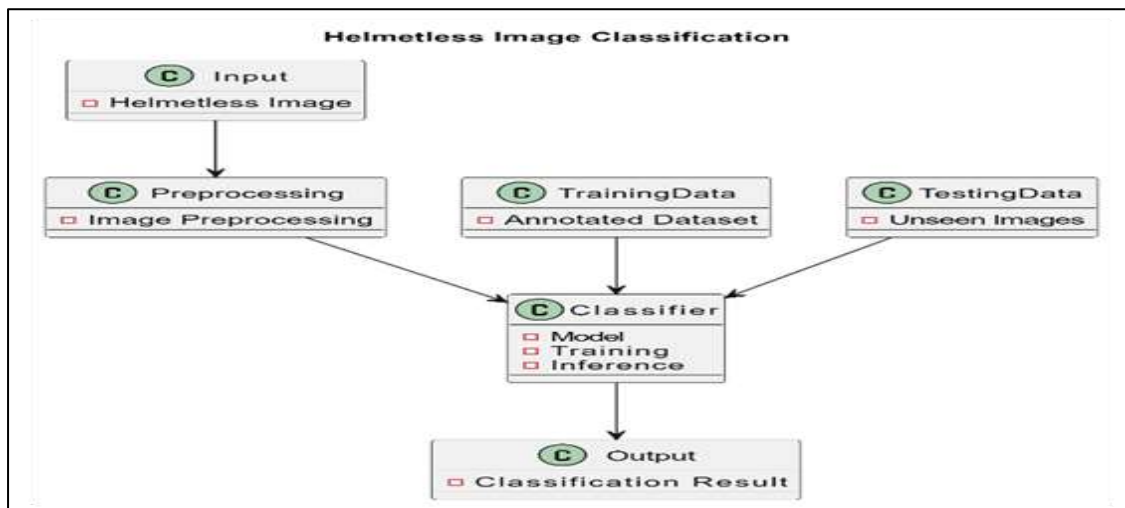 Helmetless Image Classification
C Input
Helmetless Image
C Preprocessing
Image Preprocessing
C TrainingData
Annotated Dataset
C TestingData
Unseen Images
C Classifier
Model
Training
Inference
C Output
Classification Result